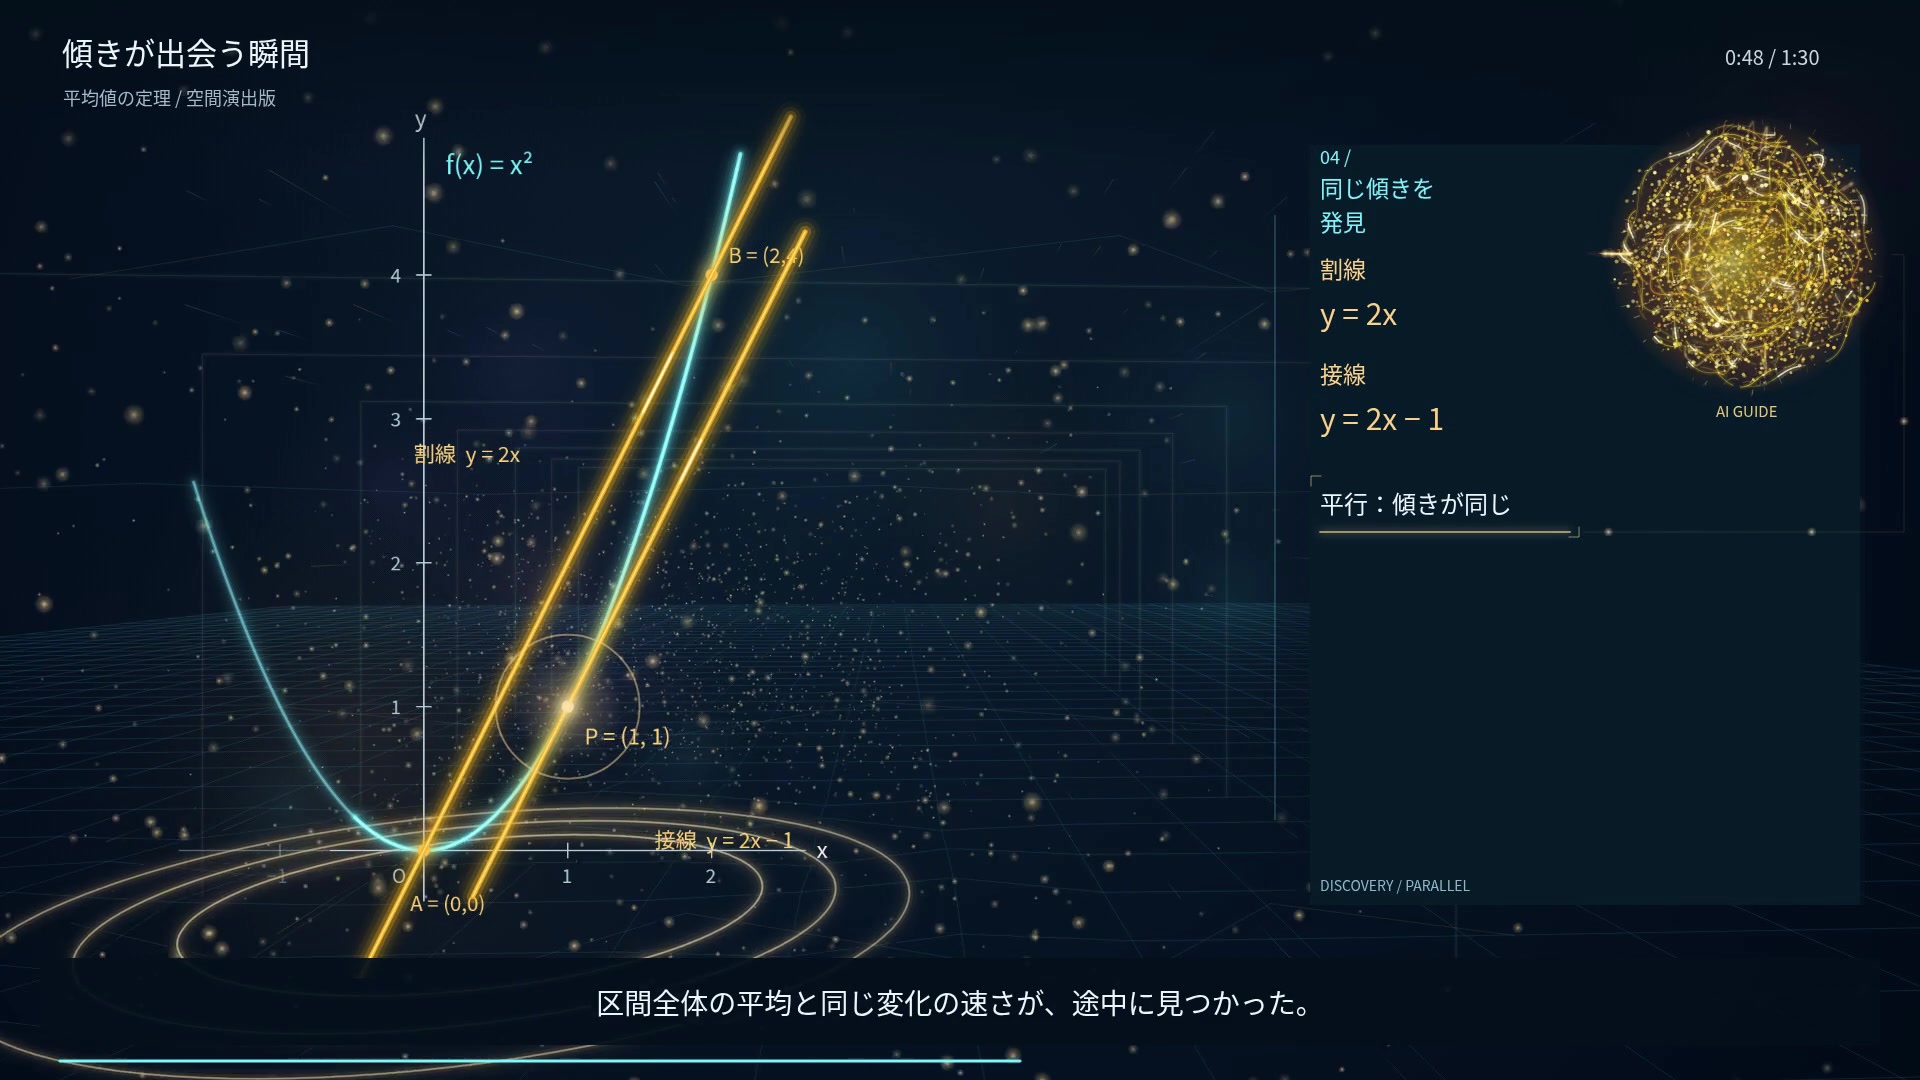 傾きが出会う瞬間
平均値の定理 / 空間演出版
0:48 / 1:30
y
f(x) = x²
B = (2,4)
4
3
割線 y = 2x
2
1
P = (1, 1)
接線 y = 2x − 1
x
−1
O
1
2
A = (0,0)
04 /
同じ傾きを
発見
割線
y = 2x
接線
y = 2x − 1
AI GUIDE
平行：傾きが同じ
DISCOVERY / PARALLEL
区間全体の平均と同じ変化の速さが、途中に見つかった。